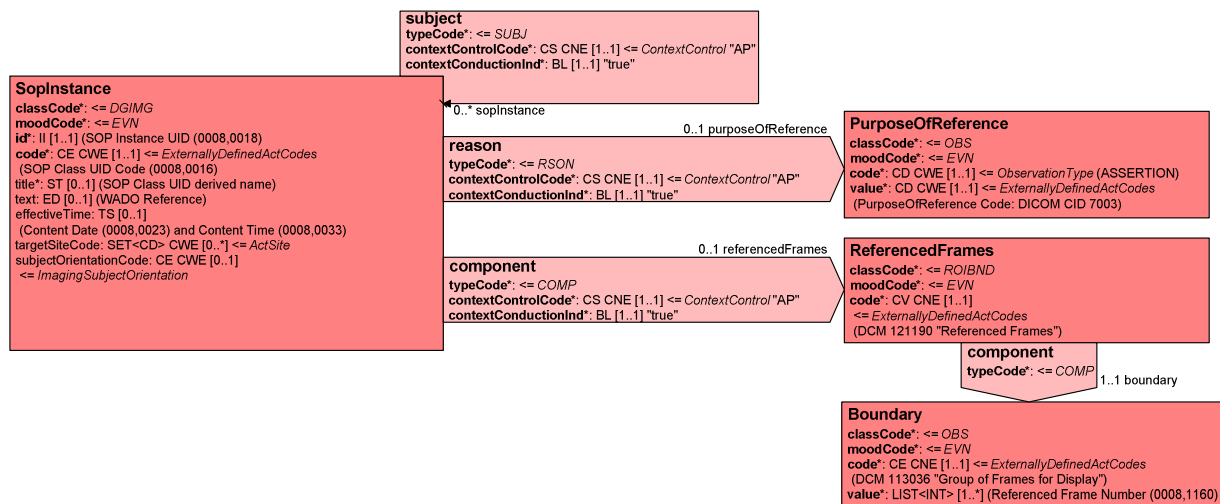 subject
typeCode*: <= SUBJ
contextControlCode*: CS CNE [1..1] <= ContextControl "AP"
contextConductionInd*: BL [1..1] "true"
0..* sopInstance
SopInstance
classCode*: <= DGIMG
moodCode*: <= EVN
id*: II [1..1] (SOP Instance UID (0008,0018)
code*: CE CWE [1..1] <= ExternallyDefinedActCodes
(SOP Class UID Code (0008,0016)
title*: ST [0..1] (SOP Class UID derived name)
text: ED [0..1] (WADO Reference)
effectiveTime: TS [0..1]
(Content Date (0008,0023) and Content Time (0008,0033)
targetSiteCode: SET<CD> CWE [0..*] <= ActSite
subjectOrientationCode: CE CWE [0..1]
<= ImagingSubjectOrientation
0..1 purposeOfReference
reason
typeCode*: <= RSON
contextControlCode*: CS CNE [1..1] <= ContextControl "AP"
contextConductionInd*: BL [1..1] "true"
PurposeOfReference
classCode*: <= OBS
moodCode*: <= EVN
code*: CD CWE [1..1] <= ObservationType (ASSERTION)
value*: CD CWE [1..1] <= ExternallyDefinedActCodes
(PurposeOfReference Code: DICOM CID 7003)
0..1 referencedFrames
component
typeCode*: <= COMP
contextControlCode*: CS CNE [1..1] <= ContextControl "AP"
contextConductionInd*: BL [1..1] "true"
ReferencedFrames
classCode*: <= ROIBND
moodCode*: <= EVN
code*: CV CNE [1..1]
<= ExternallyDefinedActCodes
(DCM 121190 "Referenced Frames")
component
typeCode*: <= COMP
1..1 boundary
Boundary
classCode*: <= OBS
moodCode*: <= EVN
code*: CE CNE [1..1] <= ExternallyDefinedActCodes
(DCM 113036 "Group of Frames for Display")
value*: LIST<INT> [1..*] (Referenced Frame Number (0008,1160)